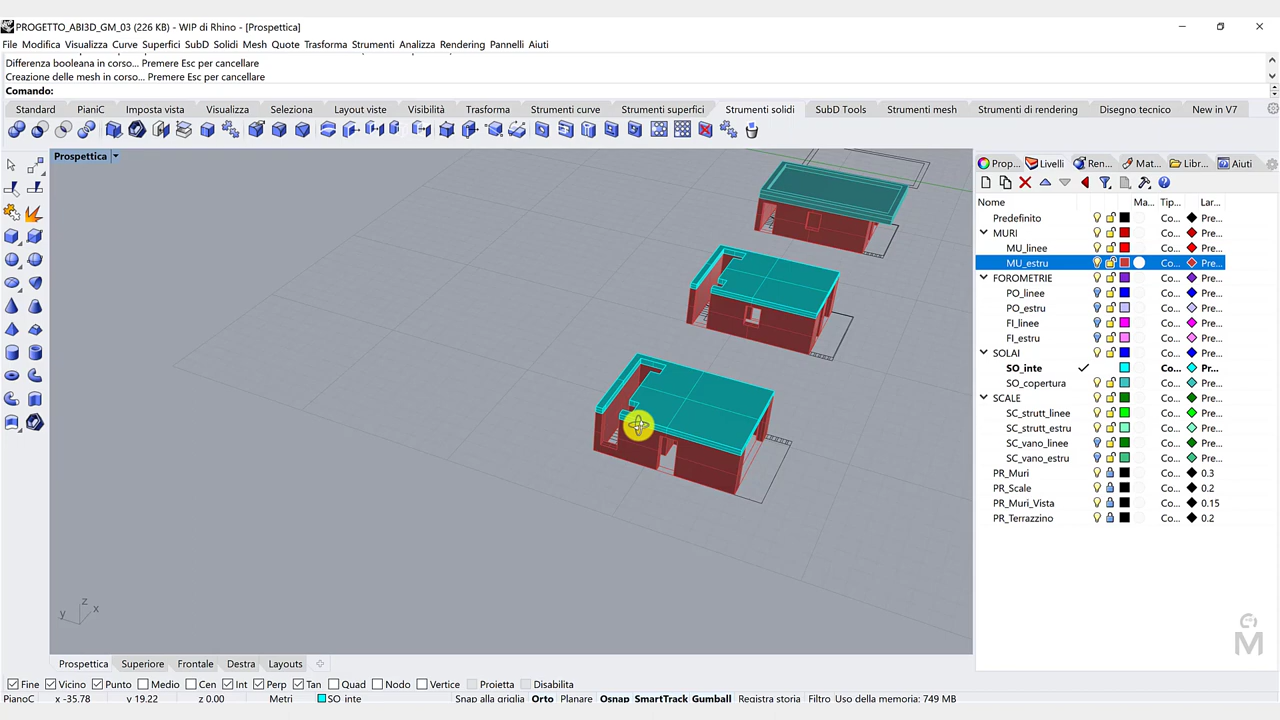 PROGETTO_ABI3D_GM_03 (226 KB) - WIP di Rhino - [Prospettica]
File Modifica Visualizza Curve Superfici SubD Solidi Mesh Quote Trasforma Strumenti Analizza Rendering Pannelli Aiuti
Differenza booleana in corso... Premere Esc per cancellare
Creazione delle mesh in corso... Premere Esc per cancellare
Comando:
Standard PianiC Imposta vista Visualizza Seleziona Layout viste Visibilità Trasforma Strumenti curve Strumenti superfici Strumenti solidi SubD Tools Strumenti mesh Strumenti di rendering Disegno tecnico New in V7
Prospettica
Prop... Livelli Ren... Mat... Libr... Aiuti
Nome Ma... Tip... Lar...
Predefinito Co... Pre...
MURI Co... Pre...
MU_linee Co... Pre...
MU_estru Co... Pre...
FOROMETRIE Co... Pre...
PO_linee Co... Pre...
PO_estru Co... Pre...
FI_linee Co... Pre...
FI_estru Co... Pre...
SOLAI Co... Pre...
SO_inte Co... Pr...
SO_copertura Co... Pre...
SCALE Co... Pre...
SC_strutt_linee Co... Pre...
SC_strutt_estru Co... Pre...
SC_vano_linee Co... Pre...
SC_vano_estru Co... Pre...
PR_Muri Co... 0.3
PR_Scale Co... 0.2
PR_Muri_Vista Co... 0.15
PR_Terrazzino Co... 0.2
z
y x
M
Prospettica Superiore Frontale Destra Layouts
Fine Vicino Punto Medio Cen Int Perp Tan Quad Nodo Vertice Proietta Disabilita
PianoC x -35.78 y 19.22 z 0.00 Metri SO_inte Snap alla griglia Orto Planare Osnap SmartTrack Gumball Registra storia Filtro Uso della memoria: 749 MB